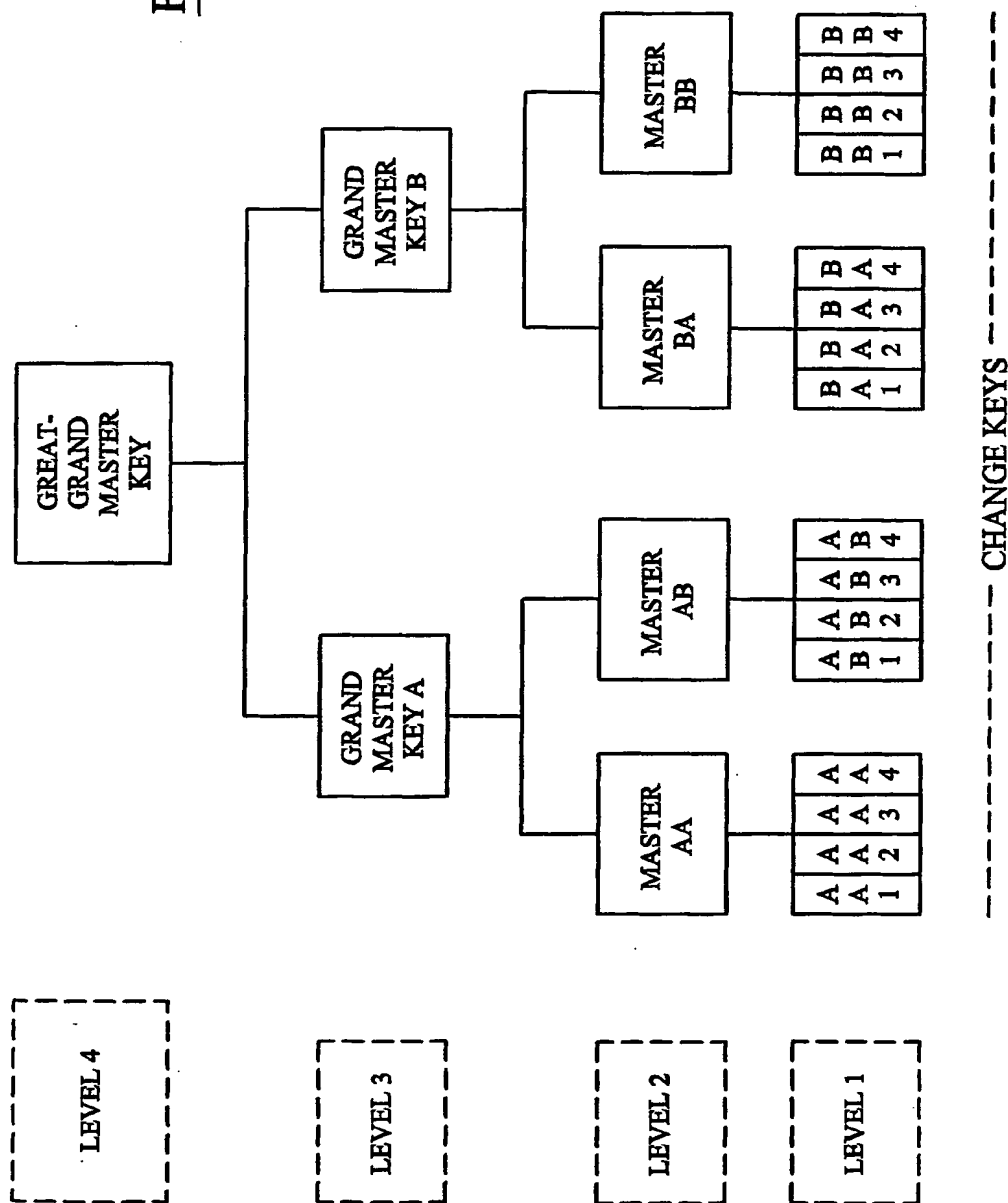 LEVEL 4
GREAT-
GRAND
MASTER
KEY
LEVEL 3
GRAND
MASTER
KEY A
GRAND
MASTER
KEY B
LEVEL 2
MASTER
AA
MASTER
AB
MASTER
BA
MASTER
BB
LEVEL 1
A A A A
A A A A
1 2 3 4
A A A A
B B B B
1 2 3 4
B B B B
A A A A
1 2 3 4
B B B B
B B B B
1 2 3 4
CHANGE KEYS